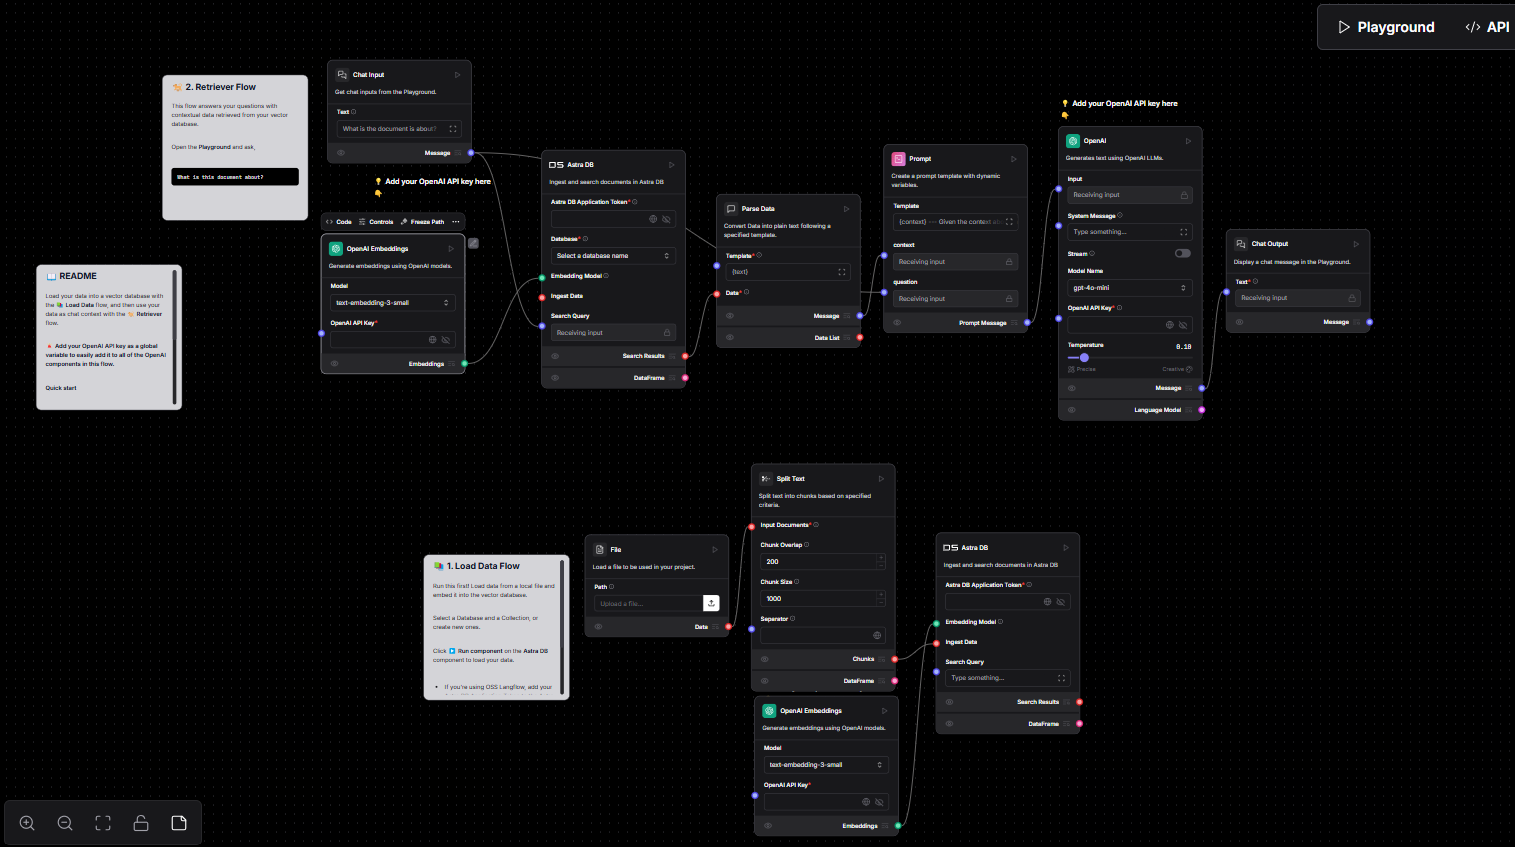 Playground
API
2. Retriever Flow
This flow answers your questions with
contextual data retrieved from your vector
database.
Open the Playground and ask,
What is this document about?
Chat Input
Get chat inputs from the Playground.
Text
What is the document is about?
Message
Add your OpenAI API key here
Code
Controls
Freeze Path
OpenAI Embeddings
Generate embeddings using OpenAI models.
Model
text-embedding-3-small
OpenAI API Key*
Embeddings
README
Load your data into a vector database with
the Load Data flow, and then use your
data as chat context with the Retriever
flow.
Add your OpenAI API key as a global
variable to easily add it to all of the OpenAI
components in this flow.
Quick start
Astra DB
Ingest and search documents in Astra DB
Astra DB Application Token*
Database*
Select a database name
Embedding Model
Ingest Data
Search Query
Receiving input
Search Results
DataFrame
Parse Data
Convert Data into plain text following a
specified template.
Template*
{text}
Data*
Message
Data List
Prompt
Create a prompt template with dynamic
variables.
Template
{context} --- Given the context ab
context
Receiving input
question
Receiving input
Prompt Message
Add your OpenAI API key here
OpenAI
Generates text using OpenAI LLMs.
Input
Receiving input
System Message
Type something...
Stream
Model Name
gpt-4o-mini
OpenAI API Key*
Temperature
0.10
Precise
Creative
Message
Language Model
Chat Output
Display a chat message in the Playground.
Text*
Receiving input
Message
1. Load Data Flow
Run this first! Load data from a local file and
embed it into the vector database.
Select a Database and a Collection, or
create new ones.
Click Run component on the Astra DB
component to load your data.
• If you're using OSS Langflow, add your
File
Load a file to be used in your project.
Path
Upload a file...
Data
Split Text
Split text into chunks based on specified
criteria.
Input Documents*
Chunk Overlap
200
Chunk Size
1000
Separator
Chunks
DataFrame
OpenAI Embeddings
Generate embeddings using OpenAI models.
Model
text-embedding-3-small
OpenAI API Key*
Embeddings
Astra DB
Ingest and search documents in Astra DB
Astra DB Application Token*
Embedding Model
Ingest Data
Search Query
Type something...
Search Results
DataFrame